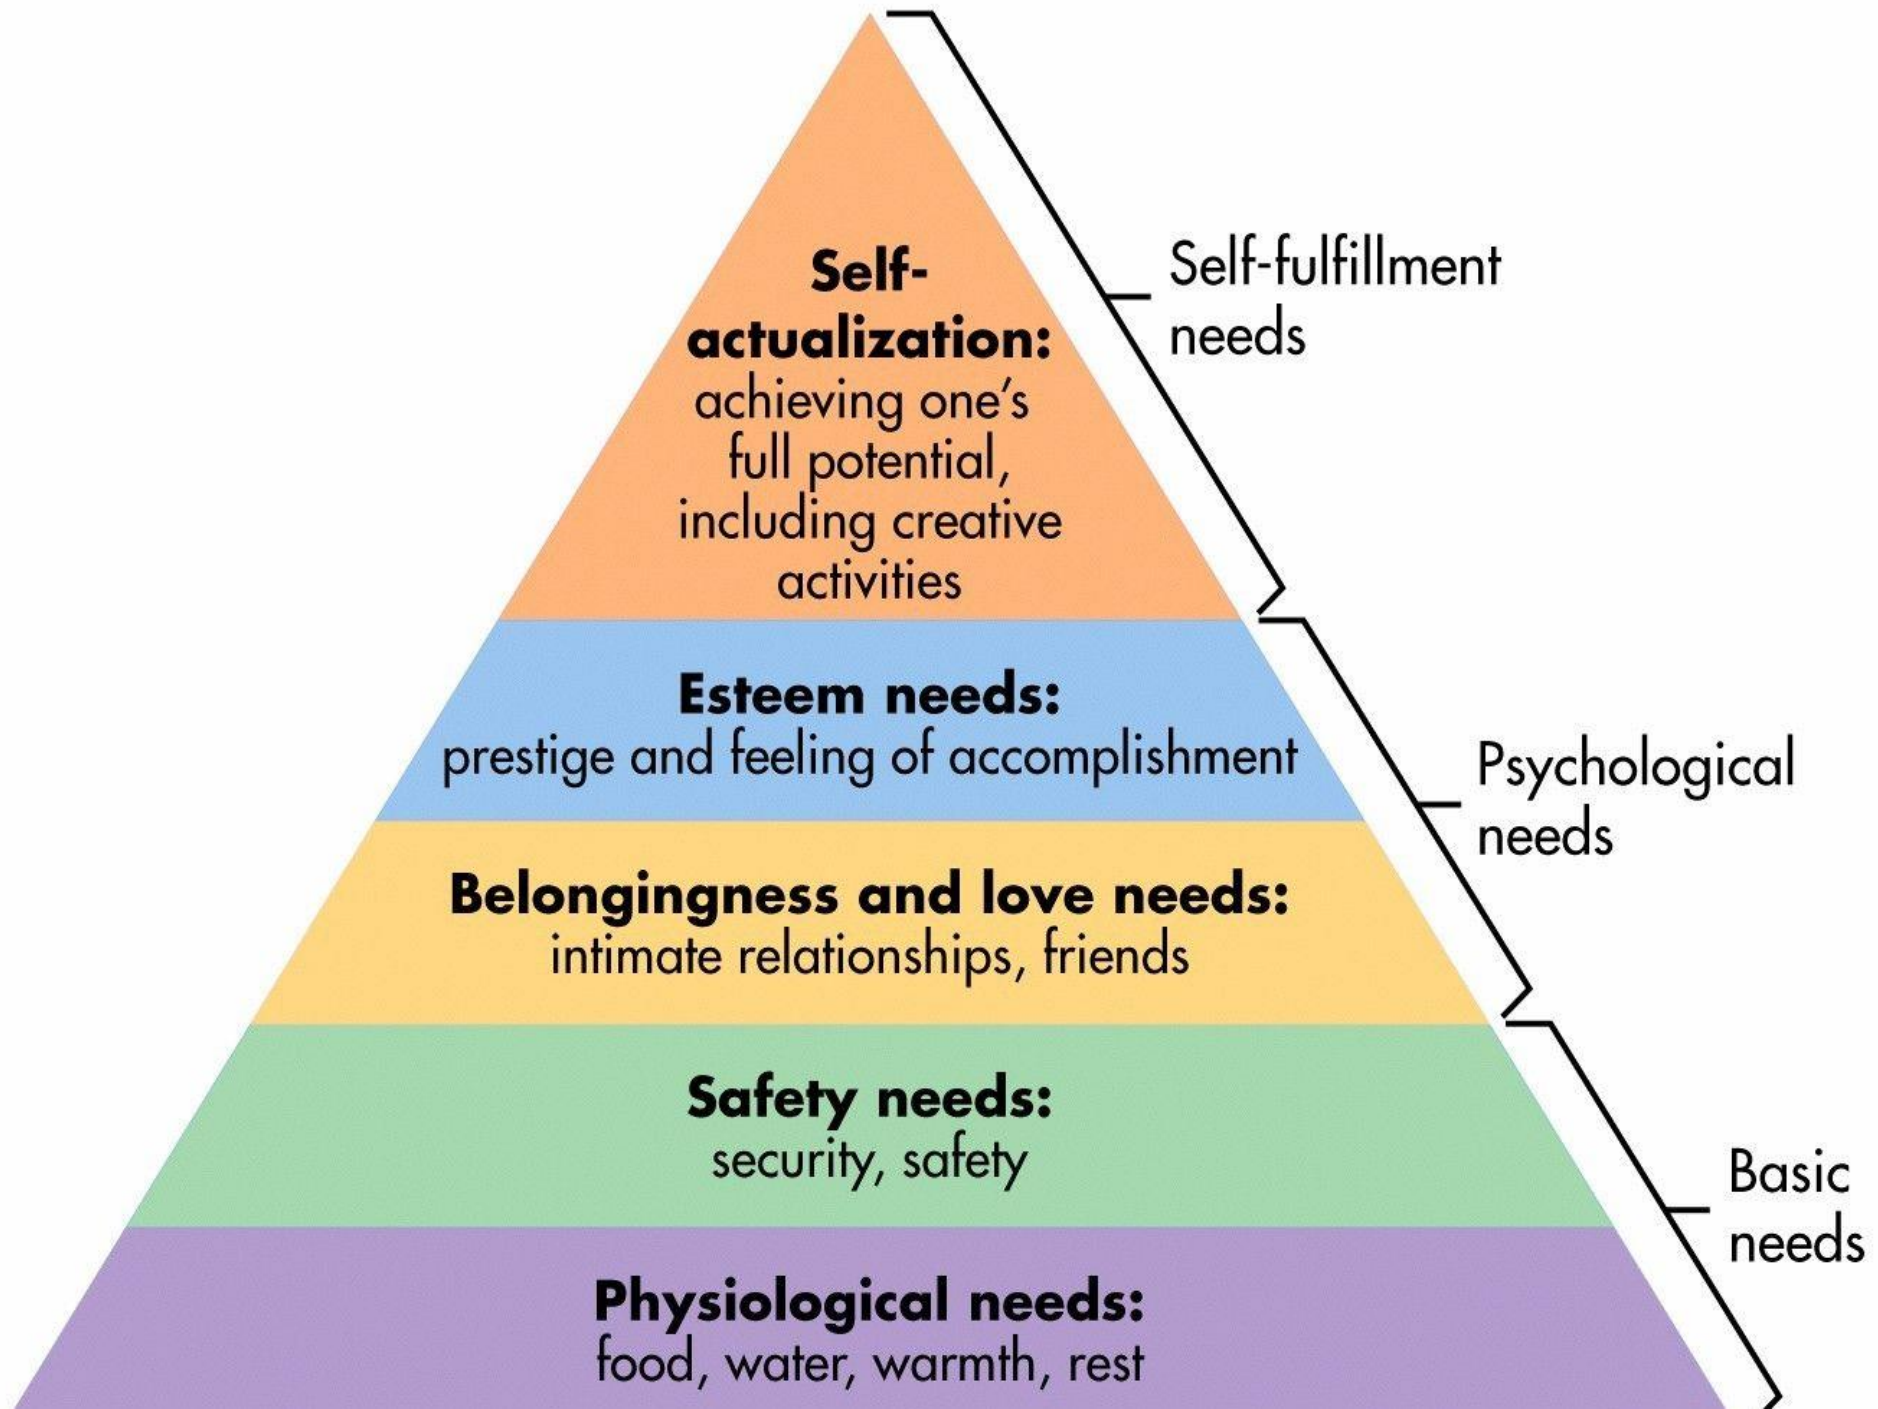 Self-
actualization:
achieving one’s
full potential,
including creative
activities
Self-fulfillment
needs
Esteem needs:
prestige and feeling of accomplishment
Psychological
needs
Belongingness and love needs:
intimate relationships, friends
Safety needs:
security, safety
Basic
needs
Physiological needs:
food, water, warmth, rest